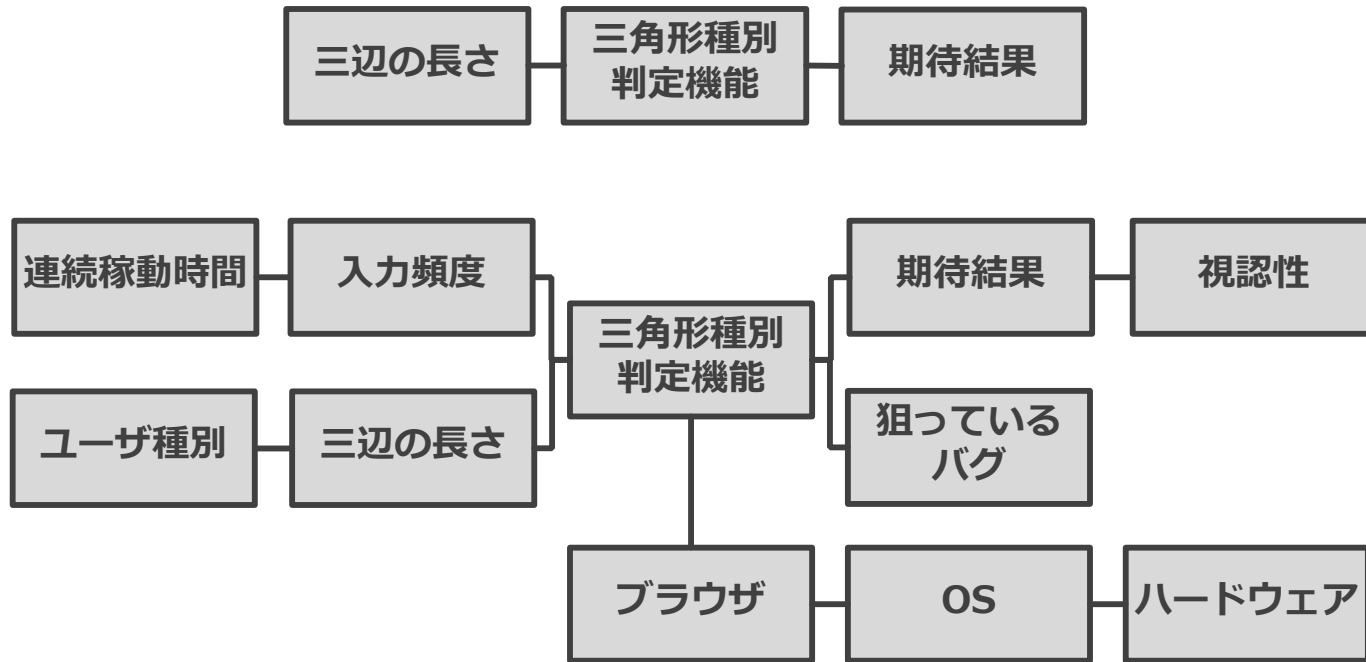 三辺の長さ
三角形種別
判定機能
期待結果
連続稼動時間
入力頻度
三角形種別
判定機能
期待結果
視認性
ユーザ種別
三辺の長さ
狙っている
バグ
ブラウザ
OS
ハードウェア